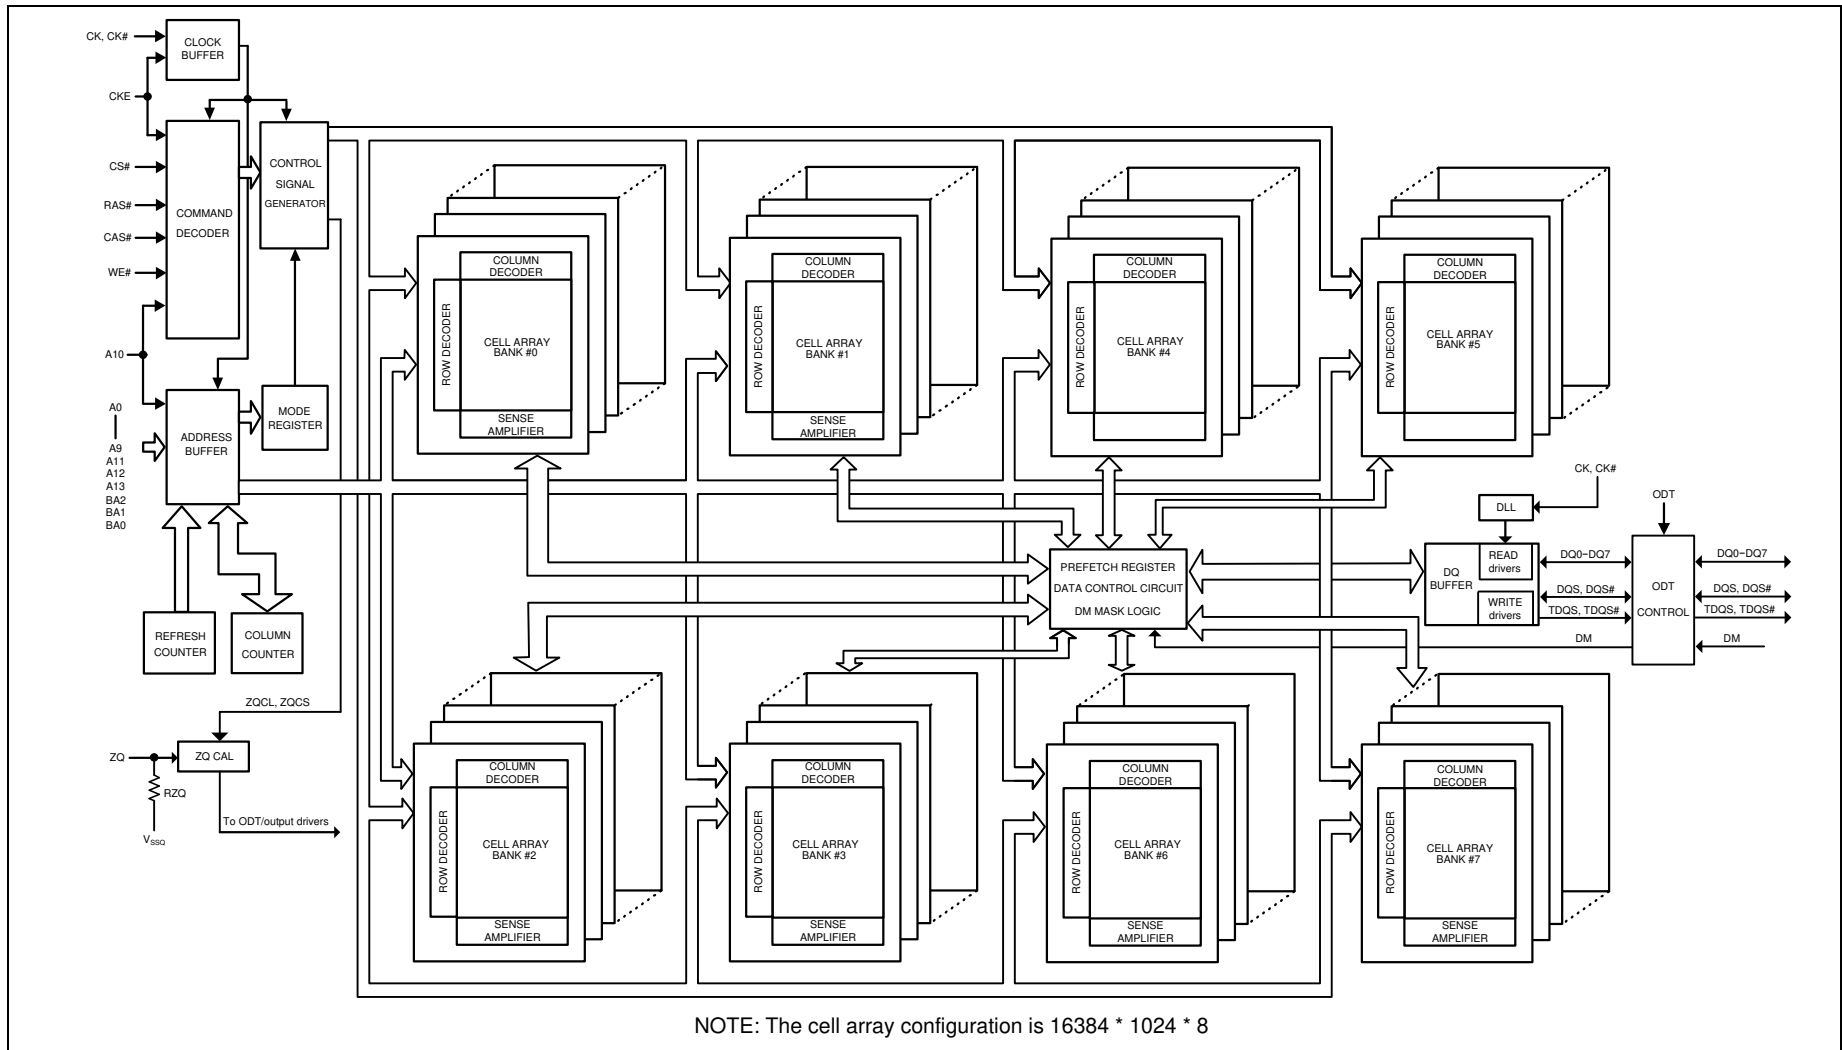 CK, CK#
CLOCK
BUFFER
CKE
CS#
RAS#
CAS#
WE#
COMMAND
DECODER
CONTROL
SIGNAL
GENERATOR
A10
A0
A9
A11
A12
A13
BA2
BA1
BA0
ADDRESS
BUFFER
MODE
REGISTER
REFRESH
COUNTER
COLUMN
COUNTER
ZQCL, ZQCS
ZQ
ZQ CAL
RZQ
VSSQ
To ODT/output drivers
COLUMN
DECODER
ROW DECODER
CELL ARRAY
BANK #0
SENSE
AMPLIFIER
COLUMN
DECODER
ROW DECODER
CELL ARRAY
BANK #1
SENSE
AMPLIFIER
COLUMN
DECODER
ROW DECODER
CELL ARRAY
BANK #4
COLUMN
DECODER
ROW DECODER
CELL ARRAY
BANK #5
PREFETCH REGISTER
DATA CONTROL CIRCUIT
DM MASK LOGIC
CK, CK#
DLL
ODT
DQ
BUFFER
READ
drivers
WRITE
drivers
DQ0−DQ7
DQS, DQS#
TDQS, TDQS#
DM
ODT
CONTROL
DQ0−DQ7
DQS, DQS#
TDQS, TDQS#
DM
COLUMN
DECODER
ROW DECODER
CELL ARRAY
BANK #2
SENSE
AMPLIFIER
COLUMN
DECODER
ROW DECODER
CELL ARRAY
BANK #3
SENSE
AMPLIFIER
COLUMN
DECODER
ROW DECODER
CELL ARRAY
BANK #6
SENSE
AMPLIFIER
COLUMN
DECODER
ROW DECODER
CELL ARRAY
BANK #7
SENSE
AMPLIFIER
NOTE: The cell array configuration is 16384 * 1024 * 8